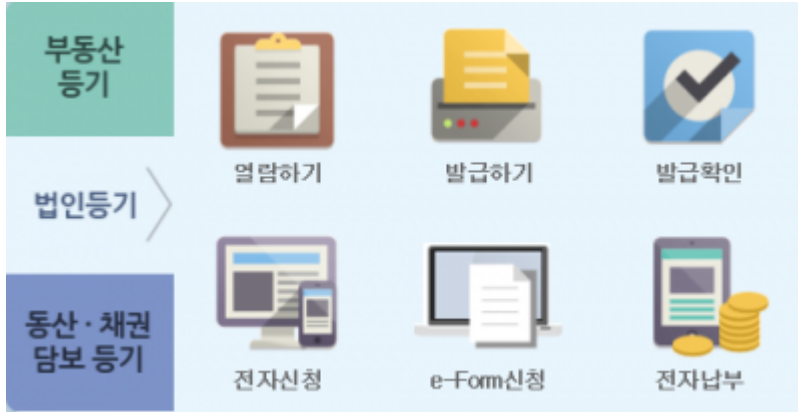 부동산
등기
법인등기
동산·채권
담보 등기
열람하기
발급하기
발급확인
전자신청
e-Form신청
전자납부